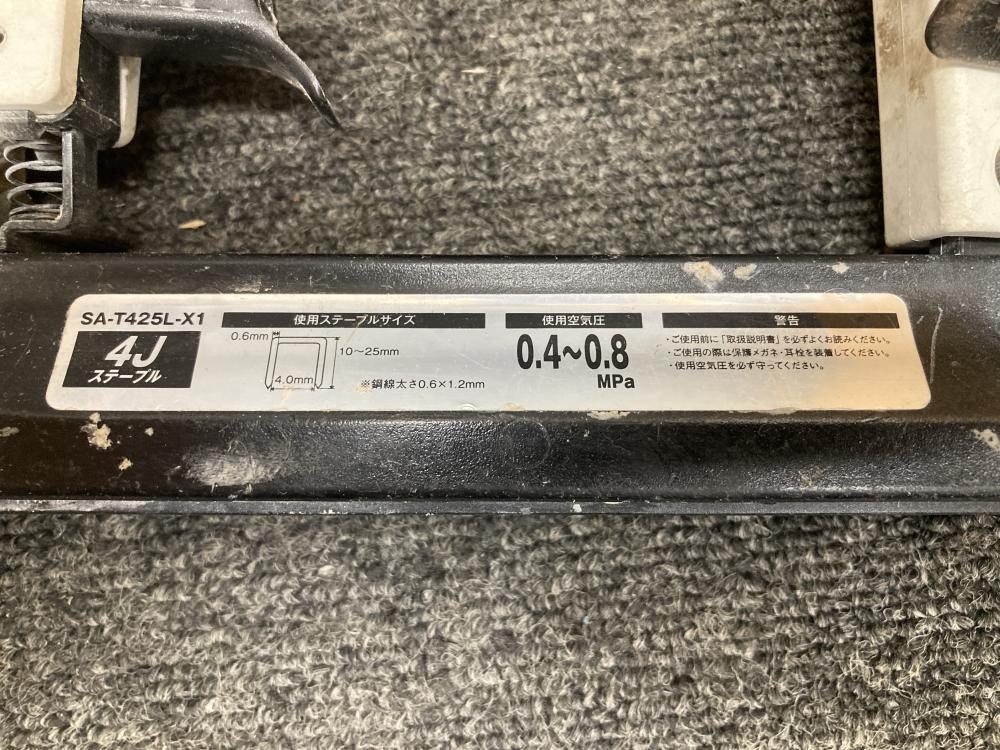 SA-T425L-X1
4J
ステープル
使用ステープルサイズ
0.6mm
10〜25mm
4.0mm
※鋼線太さ0.6×1.2mm
使用空気圧
0.4〜0.8
MPa
警告
・ご使用前に「取扱説明書」を必ずよくお読みください。
・ご使用の際は保護メガネ・耳栓を装着してください。
・使用空気圧を必ず守ってください。